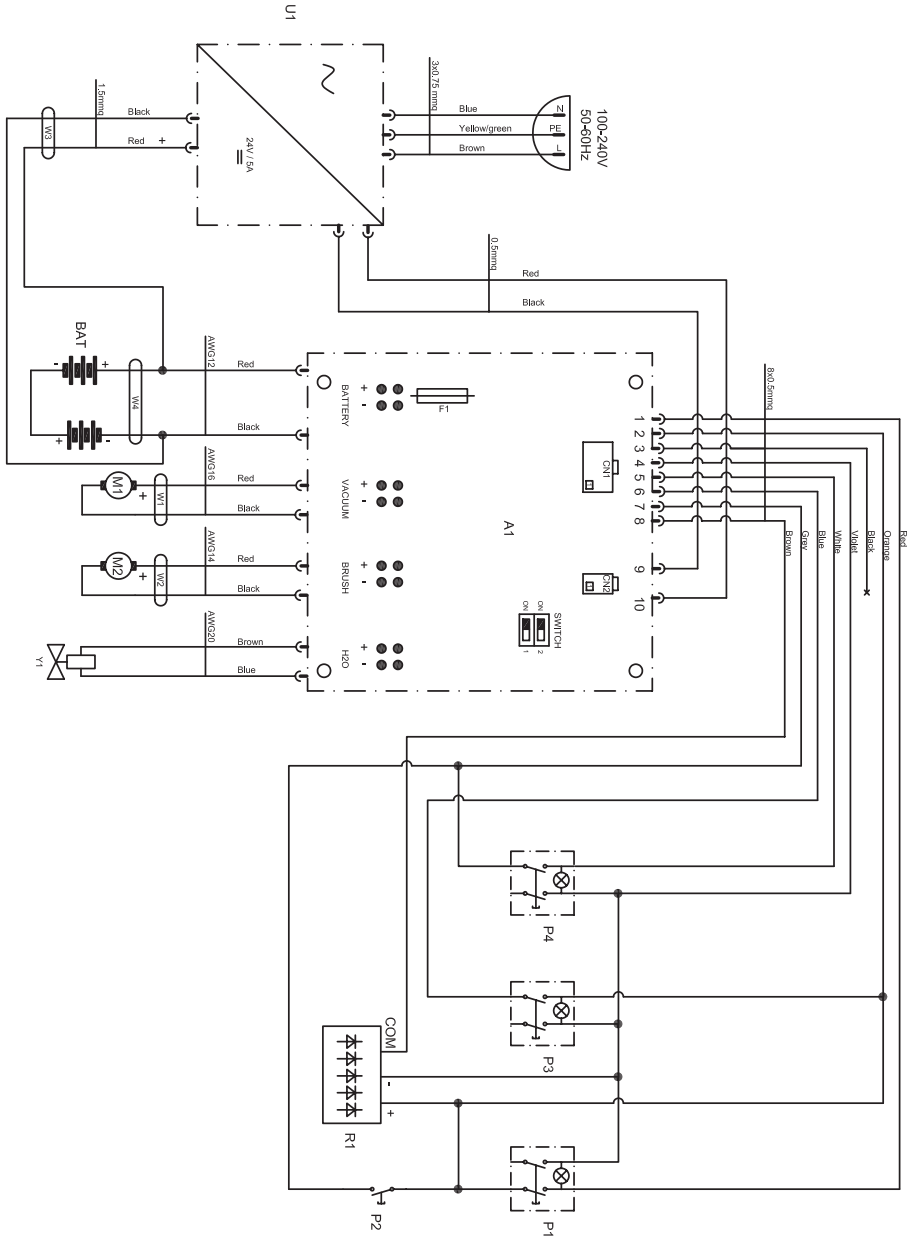 U1
100-240V
50-60Hz
N
PE
L
3x0.75 mmq
Blue
Yellow/green
Brown
24V / 5A
1.5mmq
Black
Red +
W3
0.5mmq
Red
Black
BAT
- +
+ -
W4
AWG12
Red
Black
BATTERY
+
-
F1
M1
+
W1
AWG16
Red
Black
VACUUM
+
-
M2
+
W2
AWG14
Red
Black
BRUSH
+
-
Y1
AWG20
Brown
Blue
H2O
+
-
A1
CN1
1
CN2
1
SWITCH
ON
ON
1
2
1
2
3
4
5
6
7
8
9
10
8x0.5mmq
Brown
Grey
Blue
White
Violet
Black
Orange
Red
P4
P3
COM
-
+
R1
P1
P2